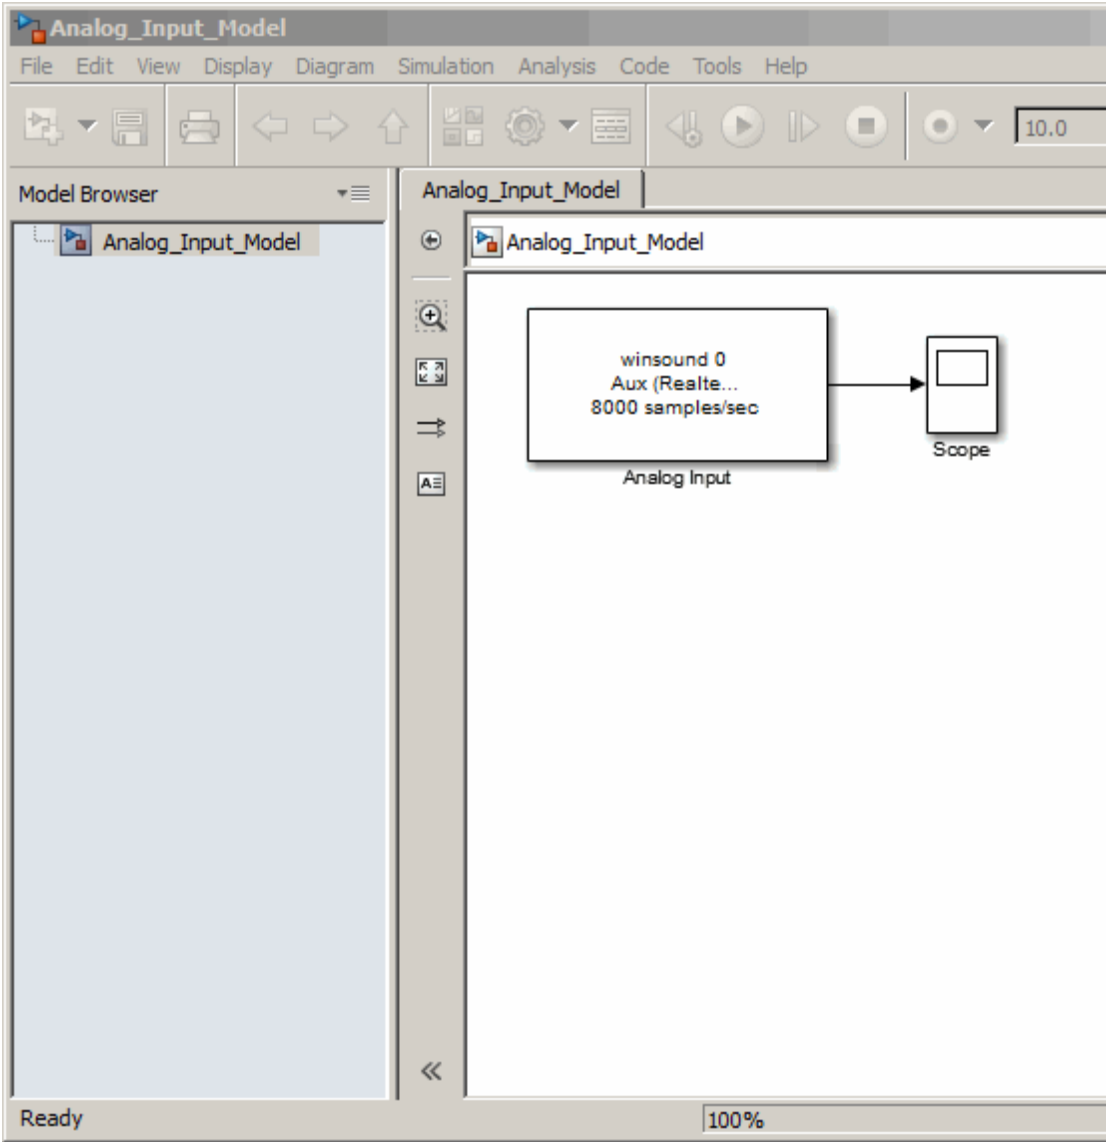 Analog_Input_Model
File Edit View Display Diagram Simulation Analysis Code Tools Help
10.0
Model Browser
Analog_Input_Model
Analog_Input_Model
Analog_Input_Model
winsound 0
Aux (Realte...
8000 samples/sec
Analog Input
Scope
A
Ready
100%